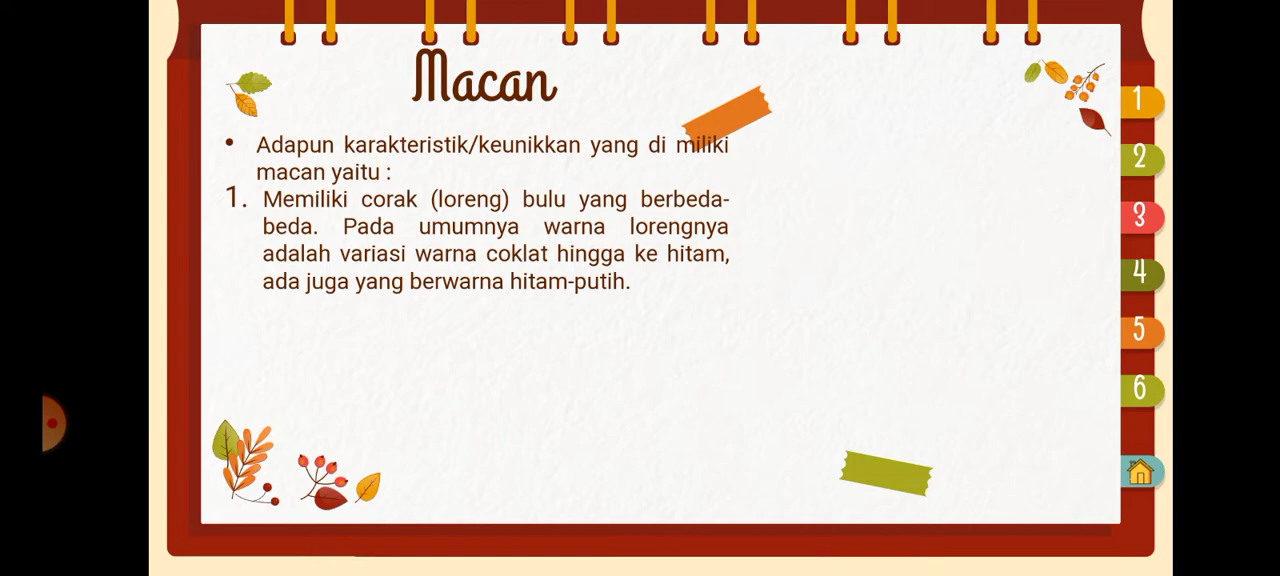 Macan
• Adapun karakteristik/keunikkan yang di miliki
macan yaitu :
1. Memiliki corak (loreng) bulu yang berbeda-
beda. Pada umumnya warna lorengnya
adalah variasi warna coklat hingga ke hitam,
ada juga yang berwarna hitam-putih.
1
2
3
4
5
6